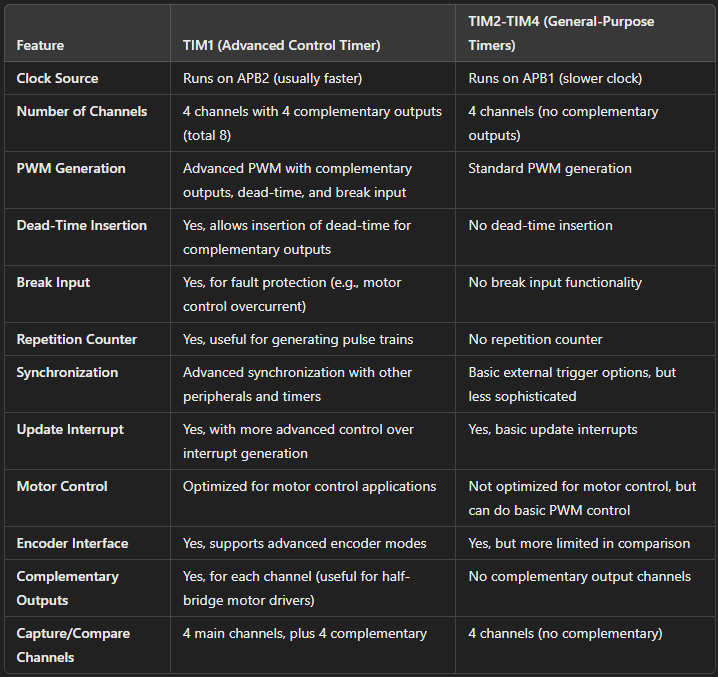 Feature
TIM1 (Advanced Control Timer)
TIM2-TIM4 (General-Purpose
Timers)
Clock Source
Runs on APB2 (usually faster)
Runs on APB1 (slower clock)
Number of Channels
4 channels with 4 complementary outputs
(total 8)
4 channels (no complementary
outputs)
PWM Generation
Advanced PWM with complementary
outputs, dead-time, and break input
Standard PWM generation
Dead-Time Insertion
Yes, allows insertion of dead-time for
complementary outputs
No dead-time insertion
Break Input
Yes, for fault protection (e.g., motor
control overcurrent)
No break input functionality
Repetition Counter
Yes, useful for generating pulse trains
No repetition counter
Synchronization
Advanced synchronization with other
peripherals and timers
Basic external trigger options, but
less sophisticated
Update Interrupt
Yes, with more advanced control over
interrupt generation
Yes, basic update interrupts
Motor Control
Optimized for motor control applications
Not optimized for motor control, but
can do basic PWM control
Encoder Interface
Yes, supports advanced encoder modes
Yes, but more limited in comparison
Complementary
Outputs
Yes, for each channel (useful for half-
bridge motor drivers)
No complementary output channels
Capture/Compare
Channels
4 main channels, plus 4 complementary
4 channels (no complementary)